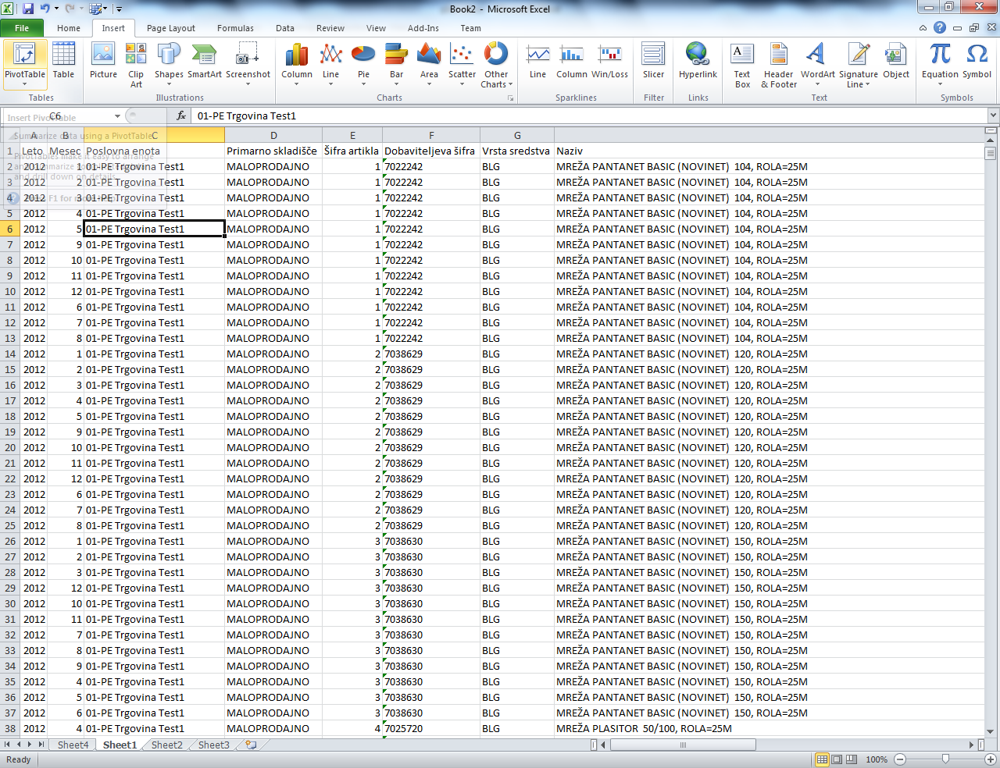 Book2 - Microsoft Excel
File Home Insert Page Layout Formulas Data Review View Add-Ins Team
PivotTable Table Picture Clip Art Shapes SmartArt Screenshot Column Line Pie Bar Area Scatter Other Charts Line Column Win/Loss Slicer Hyperlink Text Box Header & Footer WordArt Signature Line Object Equation Symbol
Tables Illustrations Charts Sparklines Filter Links Text Symbols
C6 fx 01-PE Trgovina Test1
Insert PivotTable
Summarize data using a PivotTable.
A B C D E F G
1 Leto Mesec Poslovna enota Primarno skladišče Šifra artikla Dobaviteljeva šifra Vrsta sredstva Naziv
2 2012 1 01-PE Trgovina Test1 MALOPRODAJNO 1 7022242 BLG MREŽA PANTANET BASIC (NOVINET) 104, ROLA=25M
3 2012 2 01-PE Trgovina Test1 MALOPRODAJNO 1 7022242 BLG MREŽA PANTANET BASIC (NOVINET) 104, ROLA=25M
4 2012 3 01-PE Trgovina Test1 MALOPRODAJNO 1 7022242 BLG MREŽA PANTANET BASIC (NOVINET) 104, ROLA=25M
5 2012 4 01-PE Trgovina Test1 MALOPRODAJNO 1 7022242 BLG MREŽA PANTANET BASIC (NOVINET) 104, ROLA=25M
6 2012 5 01-PE Trgovina Test1 MALOPRODAJNO 1 7022242 BLG MREŽA PANTANET BASIC (NOVINET) 104, ROLA=25M
7 2012 9 01-PE Trgovina Test1 MALOPRODAJNO 1 7022242 BLG MREŽA PANTANET BASIC (NOVINET) 104, ROLA=25M
8 2012 10 01-PE Trgovina Test1 MALOPRODAJNO 1 7022242 BLG MREŽA PANTANET BASIC (NOVINET) 104, ROLA=25M
9 2012 11 01-PE Trgovina Test1 MALOPRODAJNO 1 7022242 BLG MREŽA PANTANET BASIC (NOVINET) 104, ROLA=25M
10 2012 12 01-PE Trgovina Test1 MALOPRODAJNO 1 7022242 BLG MREŽA PANTANET BASIC (NOVINET) 104, ROLA=25M
11 2012 6 01-PE Trgovina Test1 MALOPRODAJNO 1 7022242 BLG MREŽA PANTANET BASIC (NOVINET) 104, ROLA=25M
12 2012 7 01-PE Trgovina Test1 MALOPRODAJNO 1 7022242 BLG MREŽA PANTANET BASIC (NOVINET) 104, ROLA=25M
13 2012 8 01-PE Trgovina Test1 MALOPRODAJNO 1 7022242 BLG MREŽA PANTANET BASIC (NOVINET) 104, ROLA=25M
14 2012 1 01-PE Trgovina Test1 MALOPRODAJNO 2 7038629 BLG MREŽA PANTANET BASIC (NOVINET) 120, ROLA=25M
15 2012 2 01-PE Trgovina Test1 MALOPRODAJNO 2 7038629 BLG MREŽA PANTANET BASIC (NOVINET) 120, ROLA=25M
16 2012 3 01-PE Trgovina Test1 MALOPRODAJNO 2 7038629 BLG MREŽA PANTANET BASIC (NOVINET) 120, ROLA=25M
17 2012 4 01-PE Trgovina Test1 MALOPRODAJNO 2 7038629 BLG MREŽA PANTANET BASIC (NOVINET) 120, ROLA=25M
18 2012 5 01-PE Trgovina Test1 MALOPRODAJNO 2 7038629 BLG MREŽA PANTANET BASIC (NOVINET) 120, ROLA=25M
19 2012 9 01-PE Trgovina Test1 MALOPRODAJNO 2 7038629 BLG MREŽA PANTANET BASIC (NOVINET) 120, ROLA=25M
20 2012 10 01-PE Trgovina Test1 MALOPRODAJNO 2 7038629 BLG MREŽA PANTANET BASIC (NOVINET) 120, ROLA=25M
21 2012 11 01-PE Trgovina Test1 MALOPRODAJNO 2 7038629 BLG MREŽA PANTANET BASIC (NOVINET) 120, ROLA=25M
22 2012 12 01-PE Trgovina Test1 MALOPRODAJNO 2 7038629 BLG MREŽA PANTANET BASIC (NOVINET) 120, ROLA=25M
23 2012 6 01-PE Trgovina Test1 MALOPRODAJNO 2 7038629 BLG MREŽA PANTANET BASIC (NOVINET) 120, ROLA=25M
24 2012 7 01-PE Trgovina Test1 MALOPRODAJNO 2 7038629 BLG MREŽA PANTANET BASIC (NOVINET) 120, ROLA=25M
25 2012 8 01-PE Trgovina Test1 MALOPRODAJNO 2 7038629 BLG MREŽA PANTANET BASIC (NOVINET) 120, ROLA=25M
26 2012 1 01-PE Trgovina Test1 MALOPRODAJNO 3 7038630 BLG MREŽA PANTANET BASIC (NOVINET) 150, ROLA=25M
27 2012 2 01-PE Trgovina Test1 MALOPRODAJNO 3 7038630 BLG MREŽA PANTANET BASIC (NOVINET) 150, ROLA=25M
28 2012 3 01-PE Trgovina Test1 MALOPRODAJNO 3 7038630 BLG MREŽA PANTANET BASIC (NOVINET) 150, ROLA=25M
29 2012 12 01-PE Trgovina Test1 MALOPRODAJNO 3 7038630 BLG MREŽA PANTANET BASIC (NOVINET) 150, ROLA=25M
30 2012 10 01-PE Trgovina Test1 MALOPRODAJNO 3 7038630 BLG MREŽA PANTANET BASIC (NOVINET) 150, ROLA=25M
31 2012 11 01-PE Trgovina Test1 MALOPRODAJNO 3 7038630 BLG MREŽA PANTANET BASIC (NOVINET) 150, ROLA=25M
32 2012 7 01-PE Trgovina Test1 MALOPRODAJNO 3 7038630 BLG MREŽA PANTANET BASIC (NOVINET) 150, ROLA=25M
33 2012 8 01-PE Trgovina Test1 MALOPRODAJNO 3 7038630 BLG MREŽA PANTANET BASIC (NOVINET) 150, ROLA=25M
34 2012 9 01-PE Trgovina Test1 MALOPRODAJNO 3 7038630 BLG MREŽA PANTANET BASIC (NOVINET) 150, ROLA=25M
35 2012 4 01-PE Trgovina Test1 MALOPRODAJNO 3 7038630 BLG MREŽA PANTANET BASIC (NOVINET) 150, ROLA=25M
36 2012 5 01-PE Trgovina Test1 MALOPRODAJNO 3 7038630 BLG MREŽA PANTANET BASIC (NOVINET) 150, ROLA=25M
37 2012 6 01-PE Trgovina Test1 MALOPRODAJNO 3 7038630 BLG MREŽA PANTANET BASIC (NOVINET) 150, ROLA=25M
38 2012 4 01-PE Trgovina Test1 MALOPRODAJNO 4 7025720 BLG MREŽA PLASITOR 50/100, ROLA=25M
Sheet4 Sheet1 Sheet2 Sheet3
Ready 100%